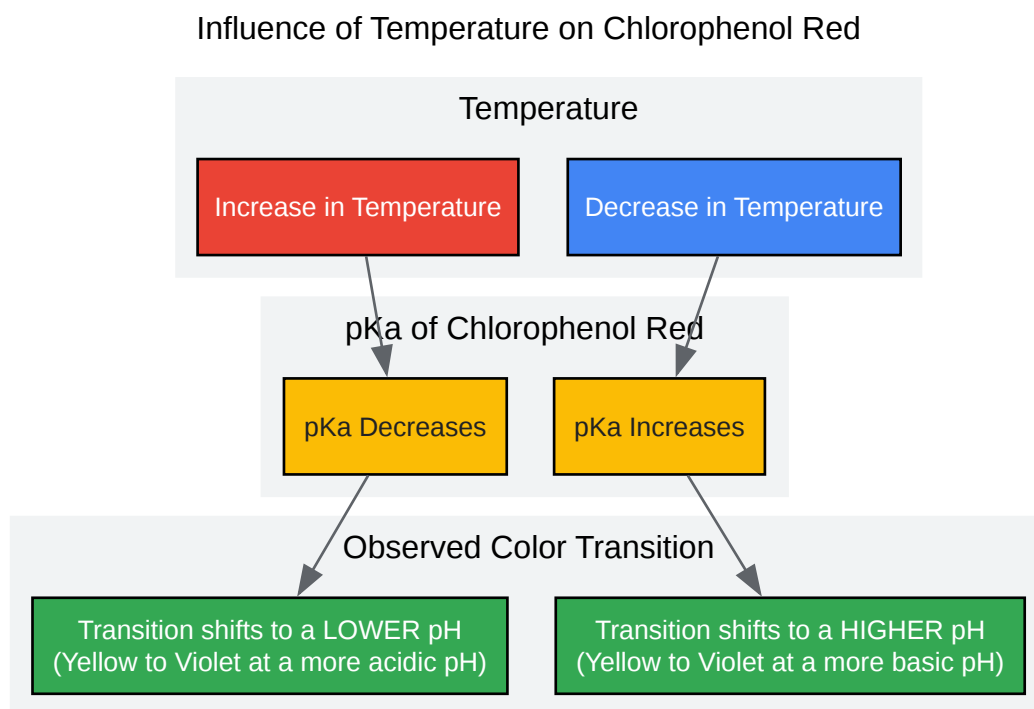 Influence of Temperature on Chlorophenol Red
Temperature
Increase in Temperature
Decrease in Temperature
pKa of Chlorophenol Red
pKa Decreases
pKa Increases
Observed Color Transition
Transition shifts to a LOWER pH
(Yellow to Violet at a more acidic pH)
Transition shifts to a HIGHER pH
(Yellow to Violet at a more basic pH)